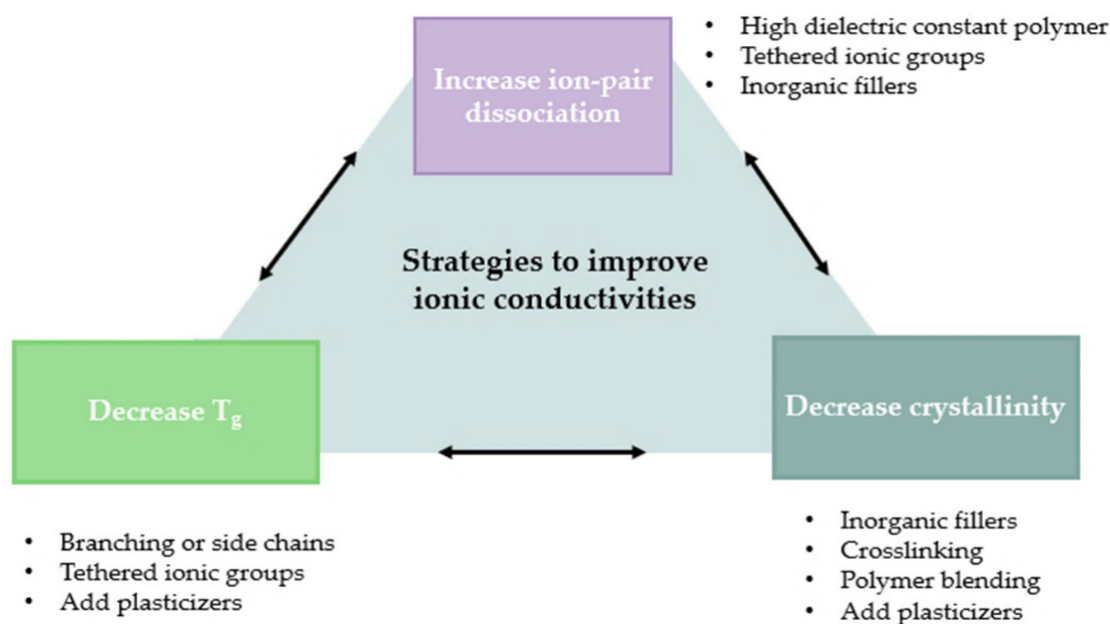 Increase ion-pair
dissociation
• High dielectric constant polymer
• Tethered ionic groups
• Inorganic fillers
Strategies to improve
ionic conductivities
Decrease Tg
Decrease crystallinity
• Branching or side chains
• Tethered ionic groups
• Add plasticizers
• Inorganic fillers
• Crosslinking
• Polymer blending
• Add plasticizers